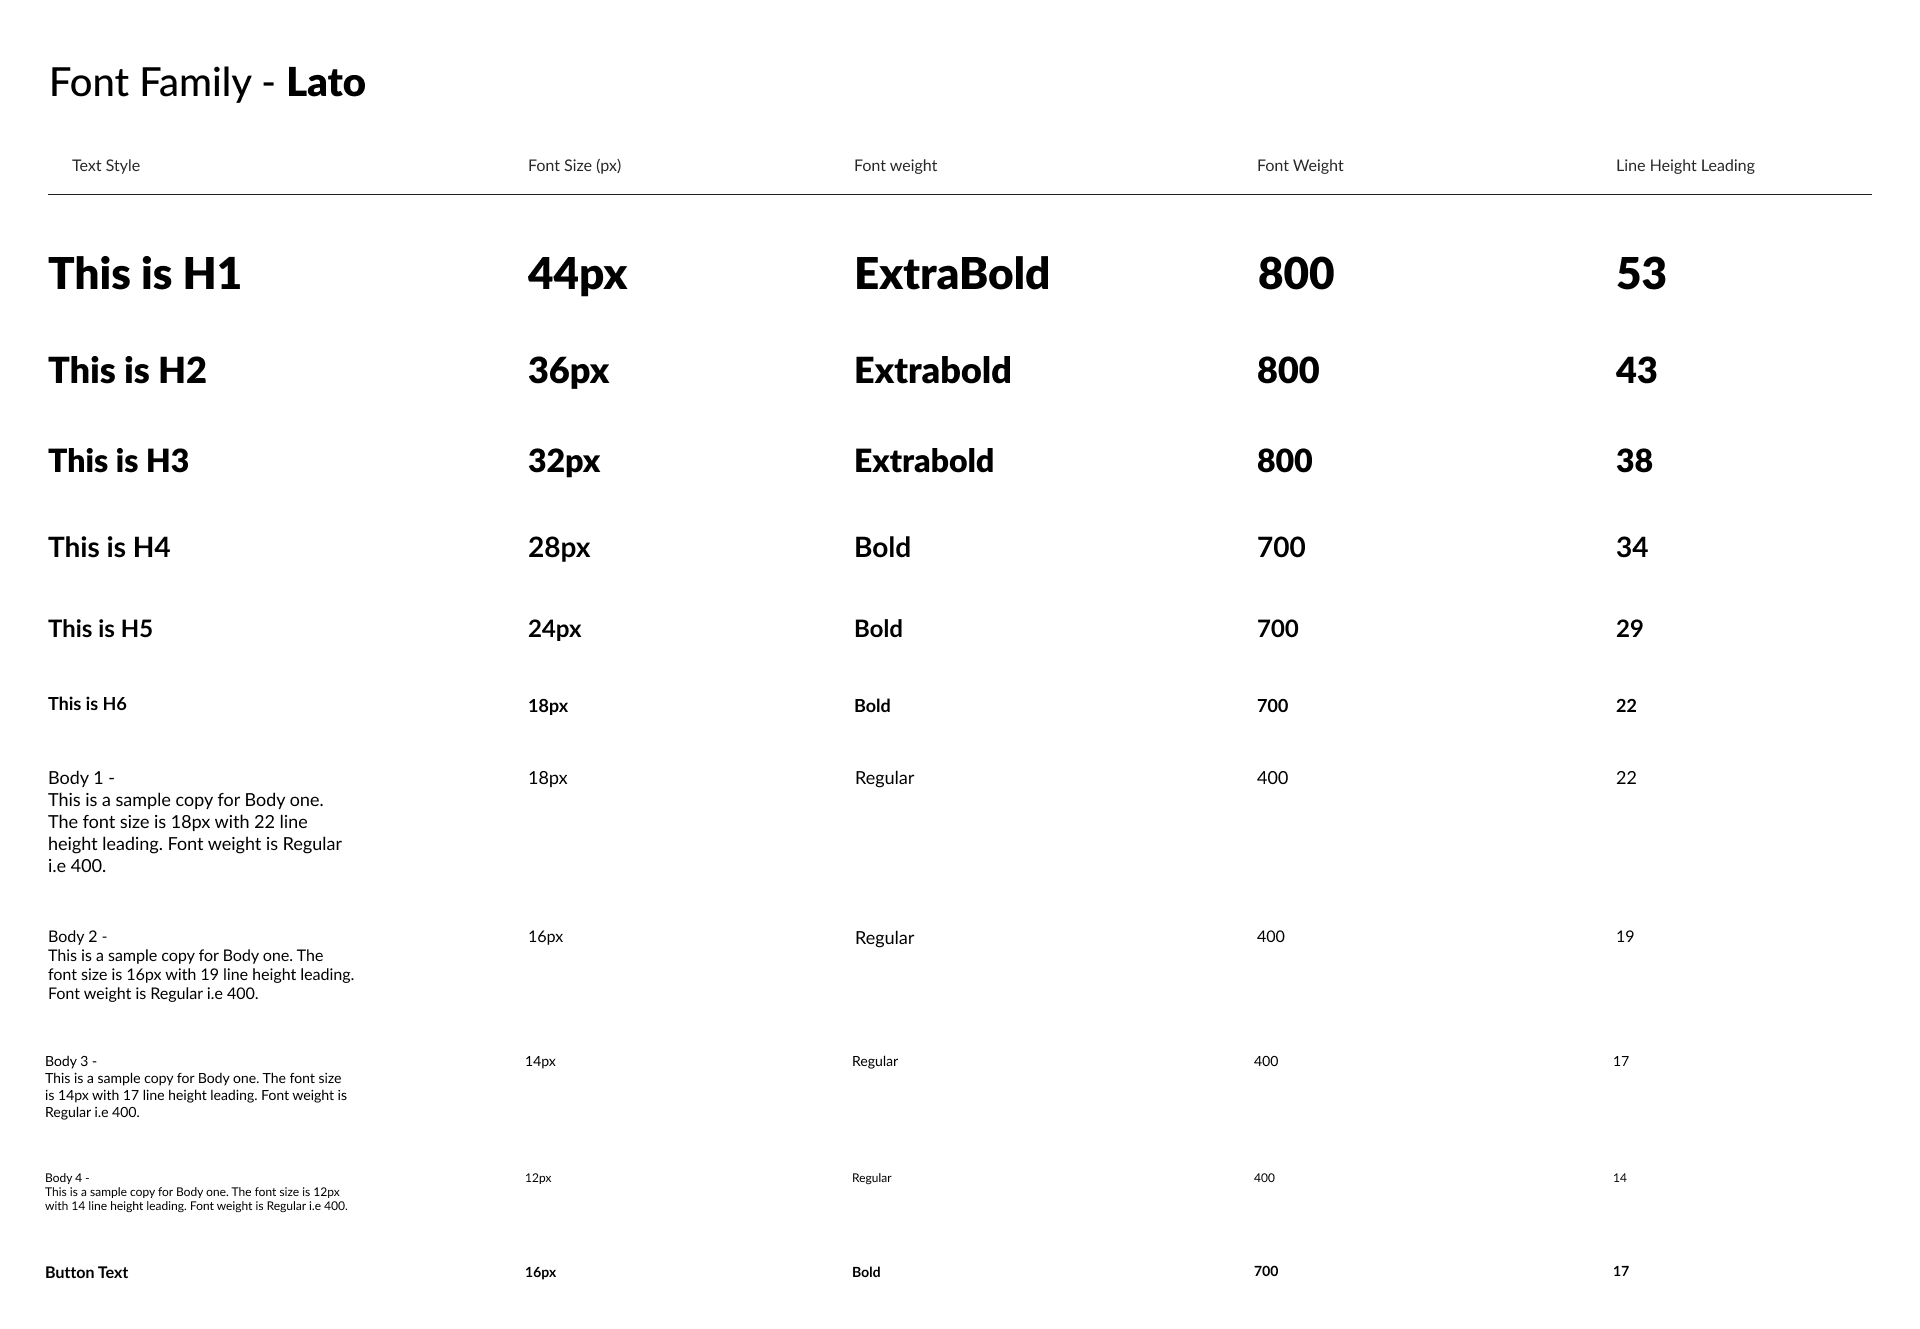 Font Family - Lato
Text Style Font Size (px) Font weight Font Weight Line Height Leading
This is H1 44px ExtraBold 800 53
This is H2 36px Extrabold 800 43
This is H3 32px Extrabold 800 38
This is H4 28px Bold 700 34
This is H5 24px Bold 700 29
This is H6 18px Bold 700 22
Body 1 - 18px Regular 400 22
This is a sample copy for Body one.
The font size is 18px with 22 line
height leading. Font weight is Regular
i.e 400.
Body 2 - 16px Regular 400 19
This is a sample copy for Body one. The
font size is 16px with 19 line height leading.
Font weight is Regular i.e 400.
Body 3 - 14px Regular 400 17
This is a sample copy for Body one. The font size
is 14px with 17 line height leading. Font weight is
Regular i.e 400.
Body 4 - 12px Regular 400 14
This is a sample copy for Body one. The font size is 12px
with 14 line height leading. Font weight is Regular i.e 400.
Button Text 16px Bold 700 17